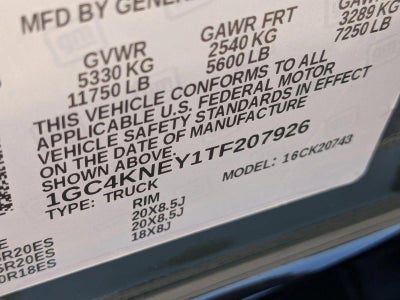 MFD BY GENER
GVWR GAWR FRT GAW
5330 KG 2540 KG 3289 KG
11750 LB 5600 LB 7250 LB
THIS VEHICLE CONFORMS TO ALL
APPLICABLE U.S. FEDERAL MOTOR
VEHICLE SAFETY STANDARDS IN EFFECT
ON THE DATE OF MANUFACTURE
SHOWN ABOVE.
1GC4KNEY1TF207926
TYPE: TRUCK MODEL: 16CK20743
RIM
R20ES 20X8.5J
R20ES 20X8.5J
R18ES 18X8J